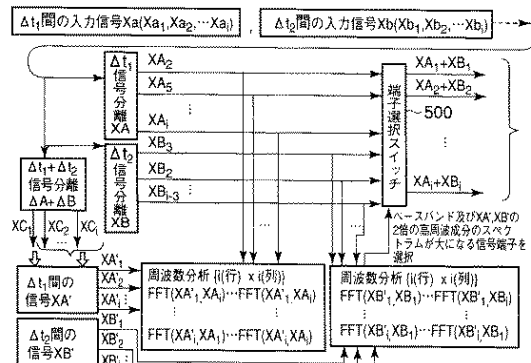 Δt₁間の入力信号Xa(Xa₁,Xa₂,…Xaᵢ)
,
Δt₂間の入力信号Xb(Xb₁,Xb₂,…Xbᵢ)
Δt₁
信号分離
XA
XA₂
XA₅
XAᵢ
⋮
Δt₂
信号分離
XB
XB₃
XB₂
⋮
XBᵢ₋₃
端子選択スイッチ
500
XA₁+XB₁
XA₂+XB₂
⋮
XAᵢ+XBᵢ
Δt₁+Δt₂
信号分離
ΔA+ΔB
XC₁
XC₂
…
XCᵢ
ベースバンド及びXA',XB'の
2倍の高周波成分のスペク
トラムが大になる信号端子を
選択
Δt₁間の
信号XA'
XA'₁
XA'₂
XA'ᵢ
Δt₂間の
信号XB'
XB'₁
XB'₂
XB'ᵢ
周波数分析 {i(行) x i(列)}
FFT(XA'₁,XA₁)…FFT(XA'₁,XAᵢ)
⋮ ⋮
FFT(XA'ᵢ,XA₁)…FFT(XA'ᵢ,XAᵢ)
周波数分析 {i(行) x i(列)}
FFT(XB'₁,XB₁)…FFT(XB'₁,XBᵢ)
⋮ ⋮
FFT(XB'ᵢ,XB₁)…FFT(XB'ᵢ,XBᵢ)